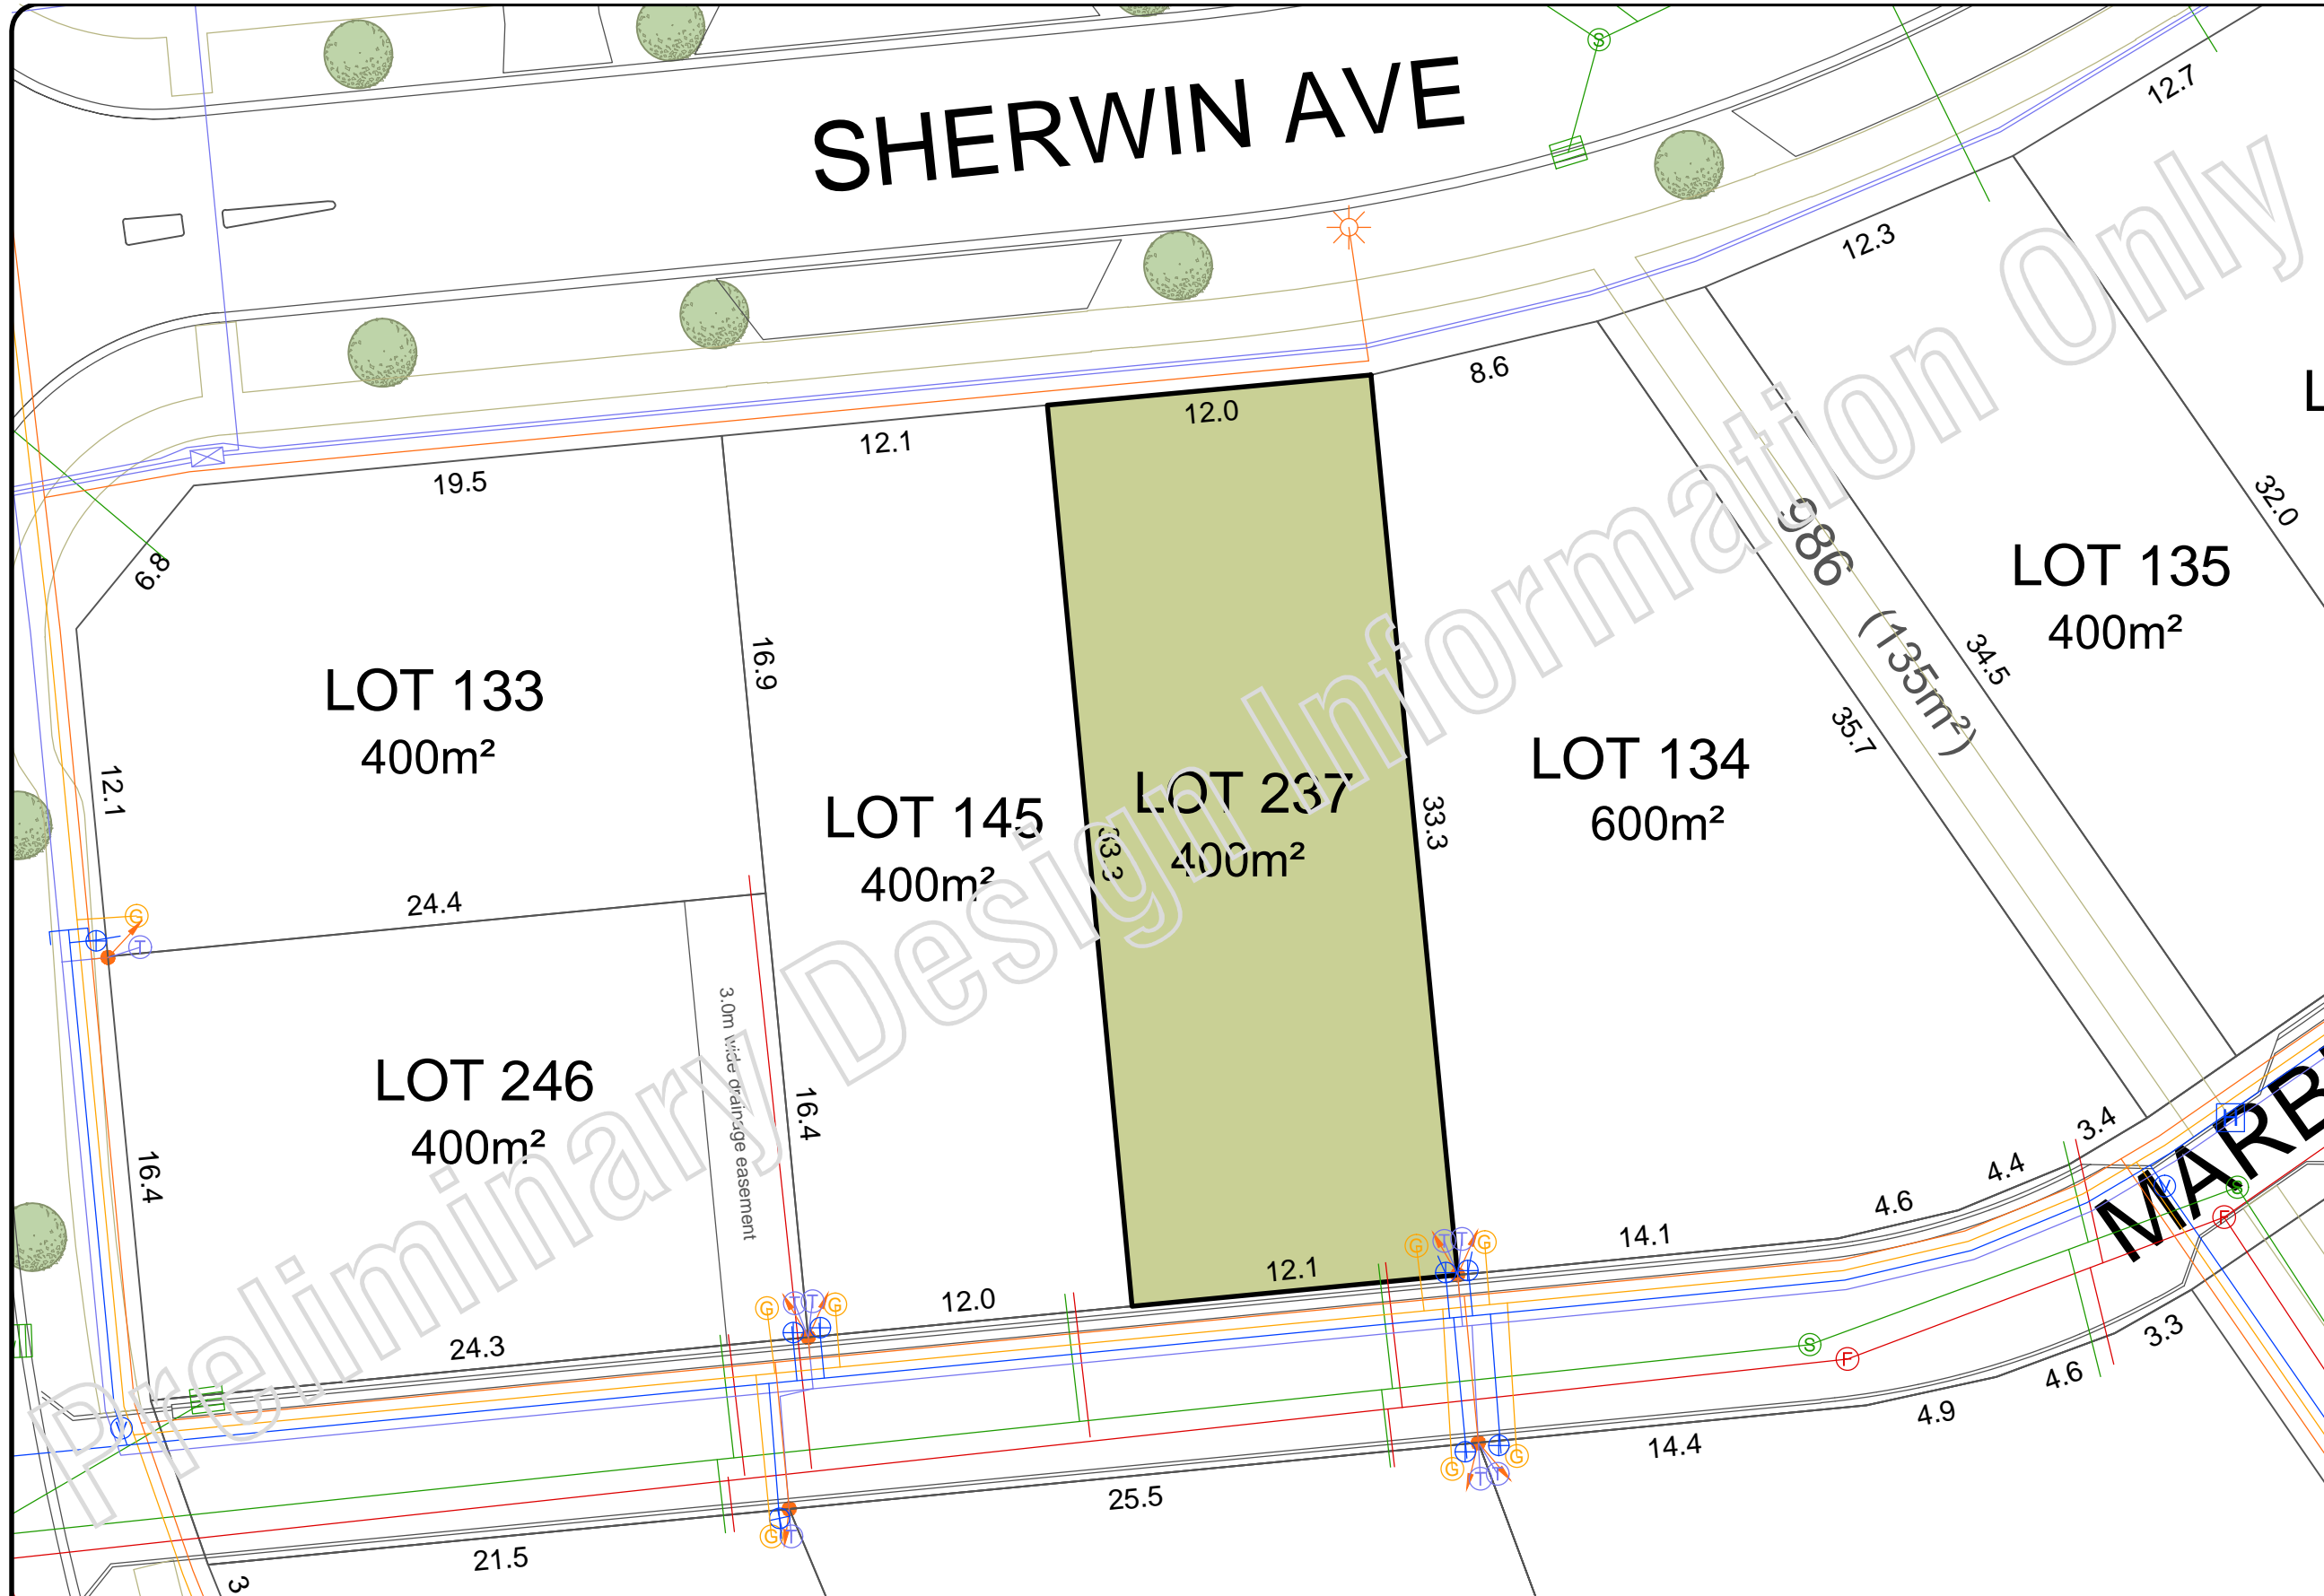 SHERWIN AVE
12.7
12.3
8.6
12.0
12.1
19.5
6.8
32.0
L
986 (135m²)
LOT 135
400m²
34.5
35.7
LOT 133
400m²
16.9
12.1
LOT 145
400m²
LOT 237
400m²
33.3
33.3
LOT 134
600m²
24.4
G
T
LOT 246
400m²
3.0m wide drainage easement
16.4
16.4
Preliminary Design Information Only
MARB
H
V
S
F
3.4
4.4
4.6
14.1
12.1
12.0
24.3
G
T
T
G
G
T
T
G
V
S
F
3.3
4.6
4.9
14.4
25.5
21.5
G
T
G
T
T
G
3
S